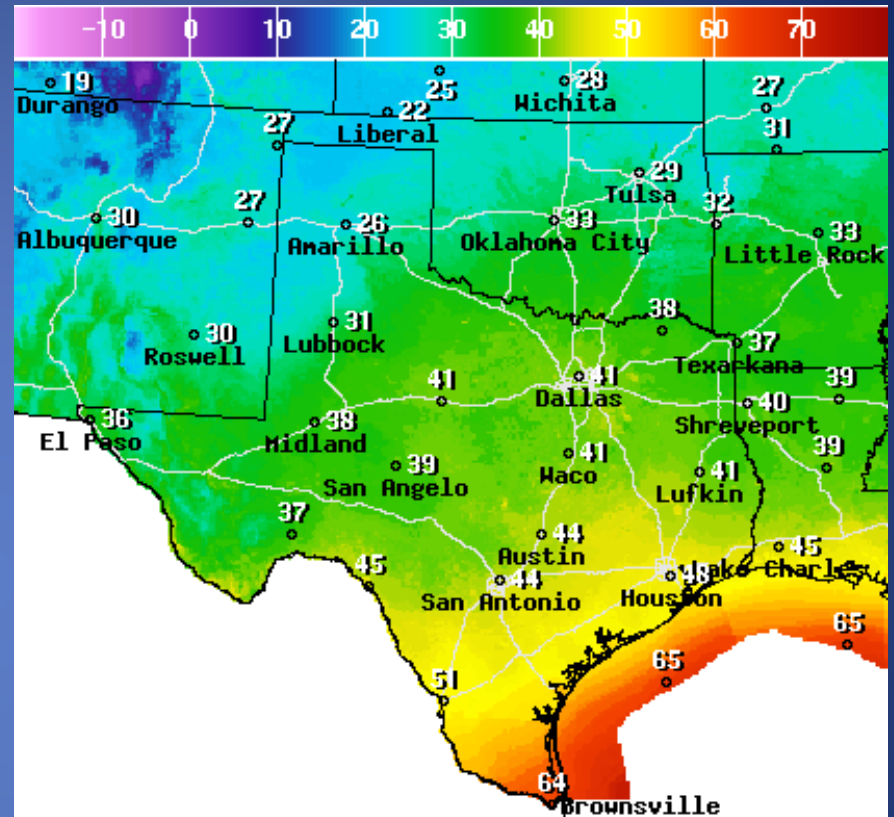 -10 0 10 20 30 40 50 60 70
19
Durango
25
22
Liberal
28
Wichita
27
27
31
29
Tulsa
30
Albuquerque
27
26
Amarillo
33
Oklahoma City
32
33
Little Rock
30
Roswell
31
Lubbock
38
37
Texarkana
41
41
Dallas
40
Shreveport
39
36
El Paso
38
Midland
39
San Angelo
41
Waco
41
Lufkin
39
37
45
44
Austin
44
San Antonio
48
Houston
45
Lake Charles
51
65
65
64
Brownsville